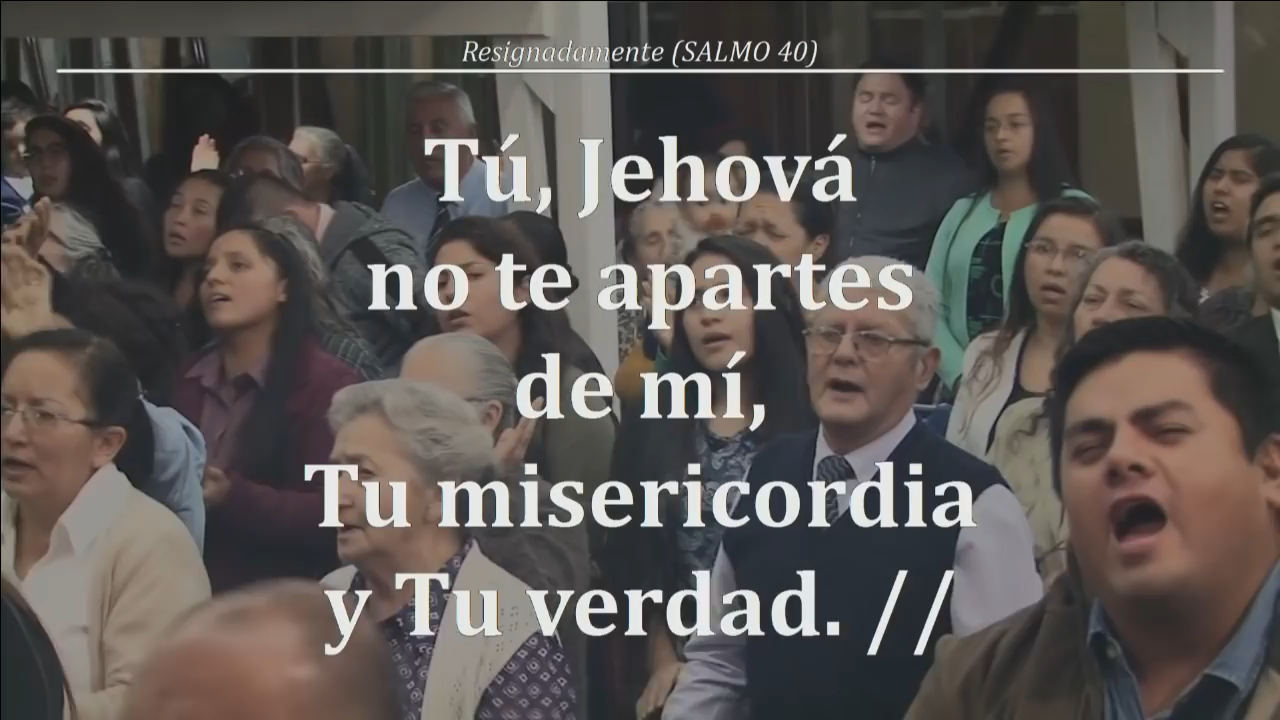 Resignadamente (SALMO 40)
Tú, Jehová
no te apartes
de mí,
Tu misericordia
y Tu verdad. //